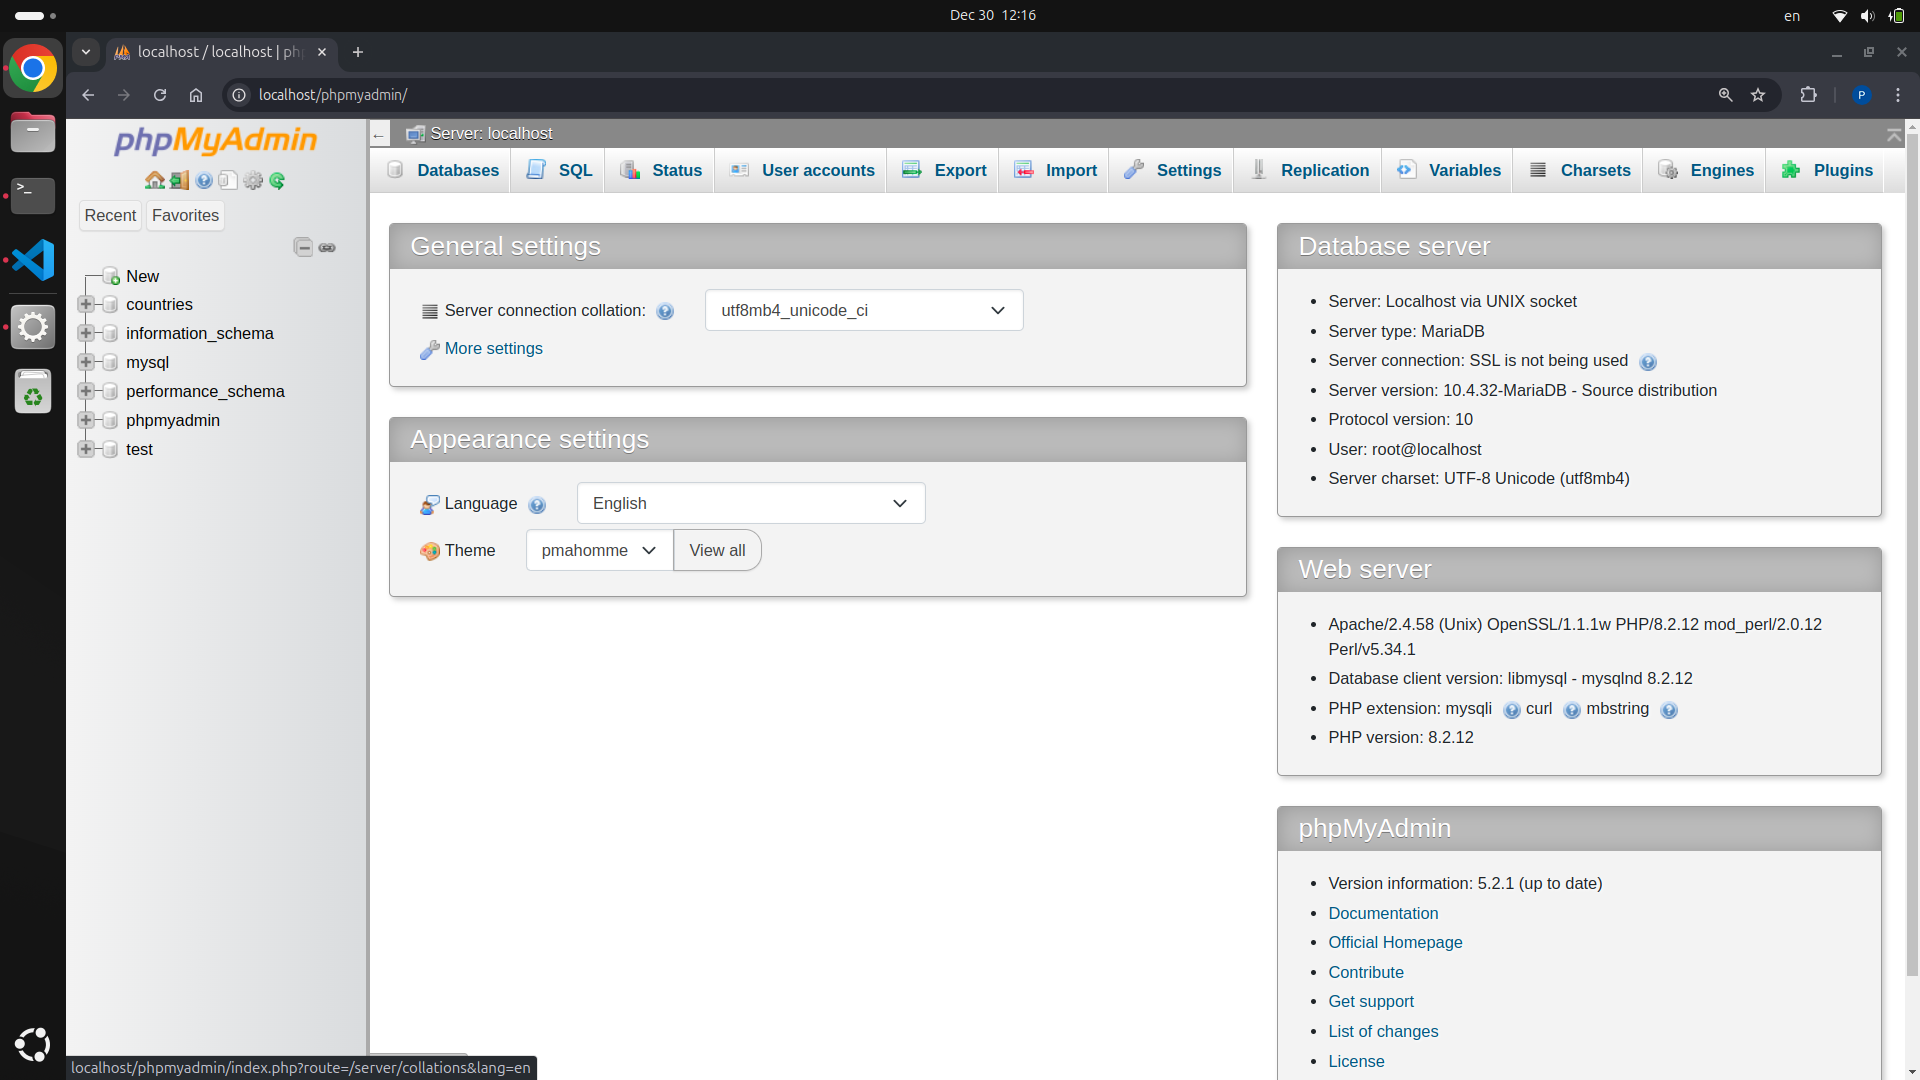 Dec 30 12:16
en
localhost / localhost | ph
localhost/phpmyadmin/
P
phpMyAdmin
Recent
Favorites
New
countries
information_schema
mysql
performance_schema
phpmyadmin
test
Server: localhost
Databases
SQL
Status
User accounts
Export
Import
Settings
Replication
Variables
Charsets
Engines
Plugins
General settings
Server connection collation:
utf8mb4_unicode_ci
More settings
Appearance settings
Language
English
Theme
pmahomme
View all
Database server
Server: Localhost via UNIX socket
Server type: MariaDB
Server connection: SSL is not being used
Server version: 10.4.32-MariaDB - Source distribution
Protocol version: 10
User: root@localhost
Server charset: UTF-8 Unicode (utf8mb4)
Web server
Apache/2.4.58 (Unix) OpenSSL/1.1.1w PHP/8.2.12 mod_perl/2.0.12
Perl/v5.34.1
Database client version: libmysql - mysqlnd 8.2.12
PHP extension: mysqli curl mbstring
PHP version: 8.2.12
phpMyAdmin
Version information: 5.2.1 (up to date)
Documentation
Official Homepage
Contribute
Get support
List of changes
License
localhost/phpmyadmin/index.php?route=/server/collations&lang=en